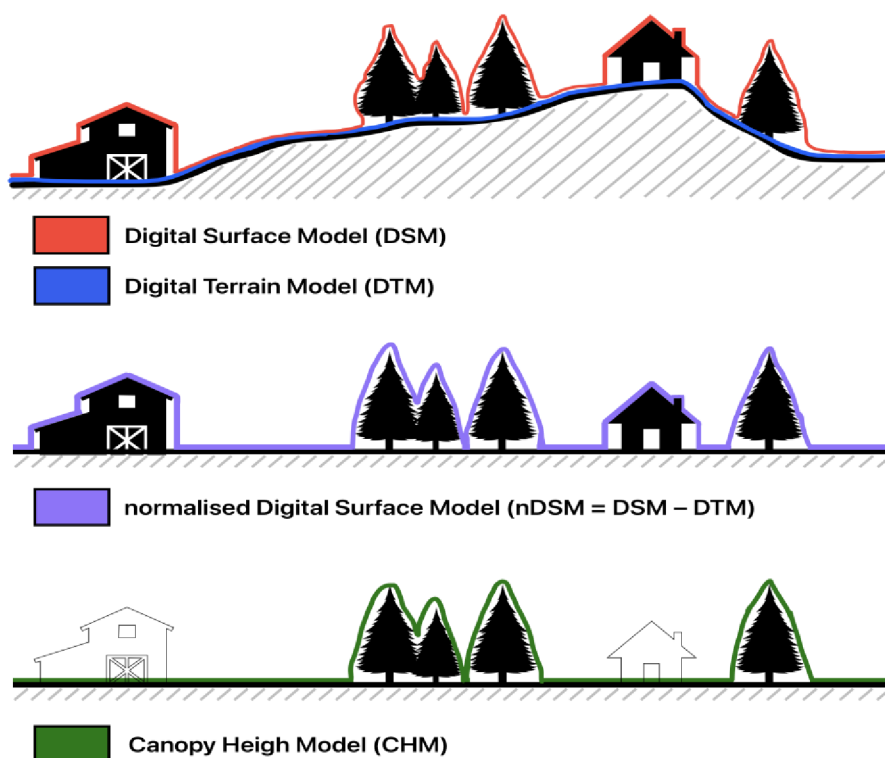 Digital Surface Model (DSM)
Digital Terrain Model (DTM)
normalised Digital Surface Model (nDSM = DSM – DTM)
Canopy Heigh Model (CHM)